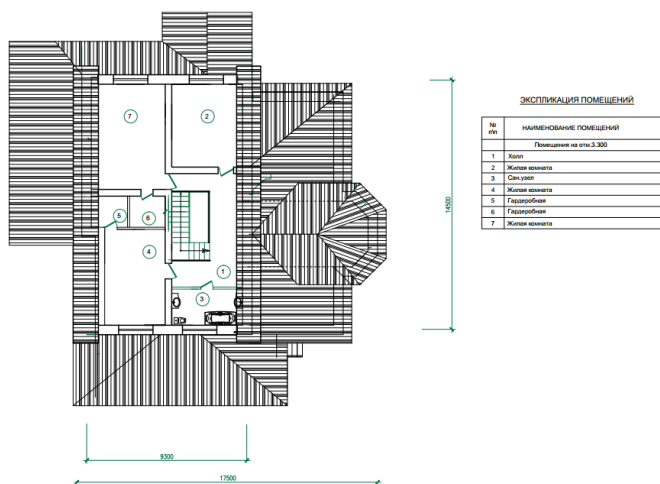 ЭКСПЛИКАЦИЯ ПОМЕЩЕНИЙ
№ п/п НАИМЕНОВАНИЕ ПОМЕЩЕНИЙ
Помещения на отм.3.300
1 Холл
2 Жилая комната
3 Сан.узел
4 Жилая комната
5 Гардеробная
6 Гардеробная
7 Жилая комната
7
2
5
6
4
1
3
14500
9300
17500